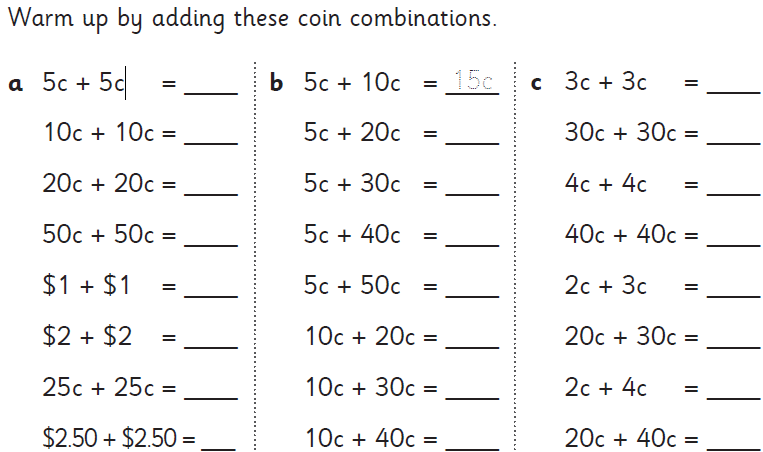 Warm up by adding these coin combinations.
a 5c + 5c = ____
10c + 10c = ____
20c + 20c = ____
50c + 50c = ____
$1 + $1 = ____
$2 + $2 = ____
25c + 25c = ____
$2.50 + $2.50 = ___
b 5c + 10c = 15c
5c + 20c = ____
5c + 30c = ____
5c + 40c = ____
5c + 50c = ____
10c + 20c = ____
10c + 30c = ____
10c + 40c = ____
c 3c + 3c = ____
30c + 30c = ____
4c + 4c = ____
40c + 40c = ____
2c + 3c = ____
20c + 30c = ____
2c + 4c = ____
20c + 40c = ____